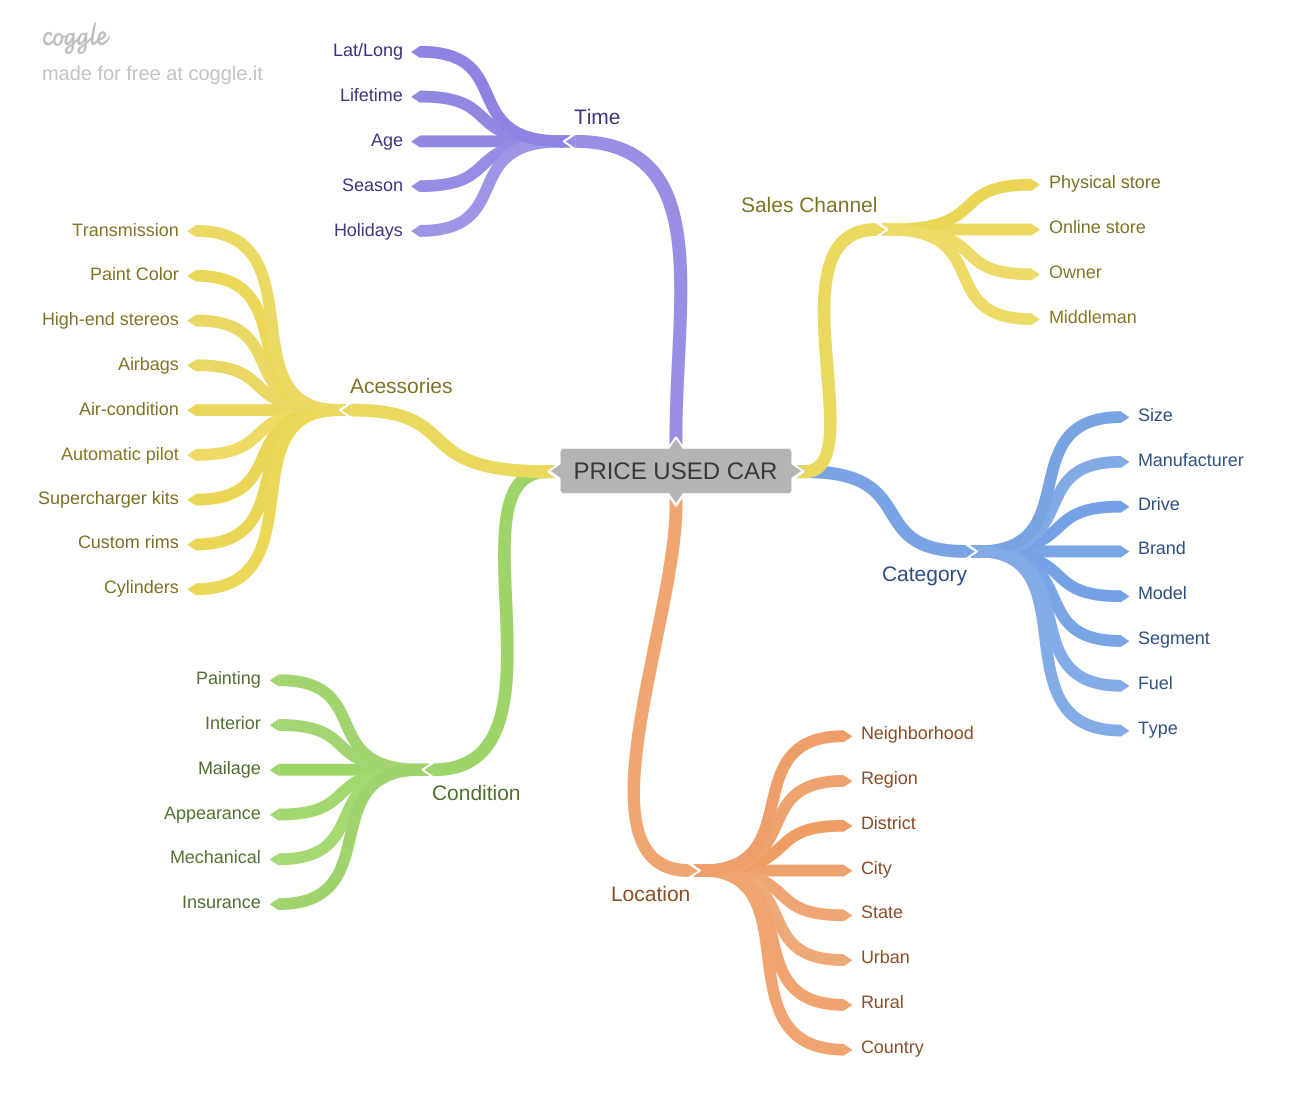 coggle
made for free at coggle.it
Time
Lat/Long
Lifetime
Age
Season
Holidays
Sales Channel
Physical store
Online store
Owner
Middleman
Acessories
Transmission
Paint Color
High-end stereos
Airbags
Air-condition
Automatic pilot
Supercharger kits
Custom rims
Cylinders
PRICE USED CAR
Category
Size
Manufacturer
Drive
Brand
Model
Segment
Fuel
Type
Condition
Painting
Interior
Mailage
Appearance
Mechanical
Insurance
Location
Neighborhood
Region
District
City
State
Urban
Rural
Country